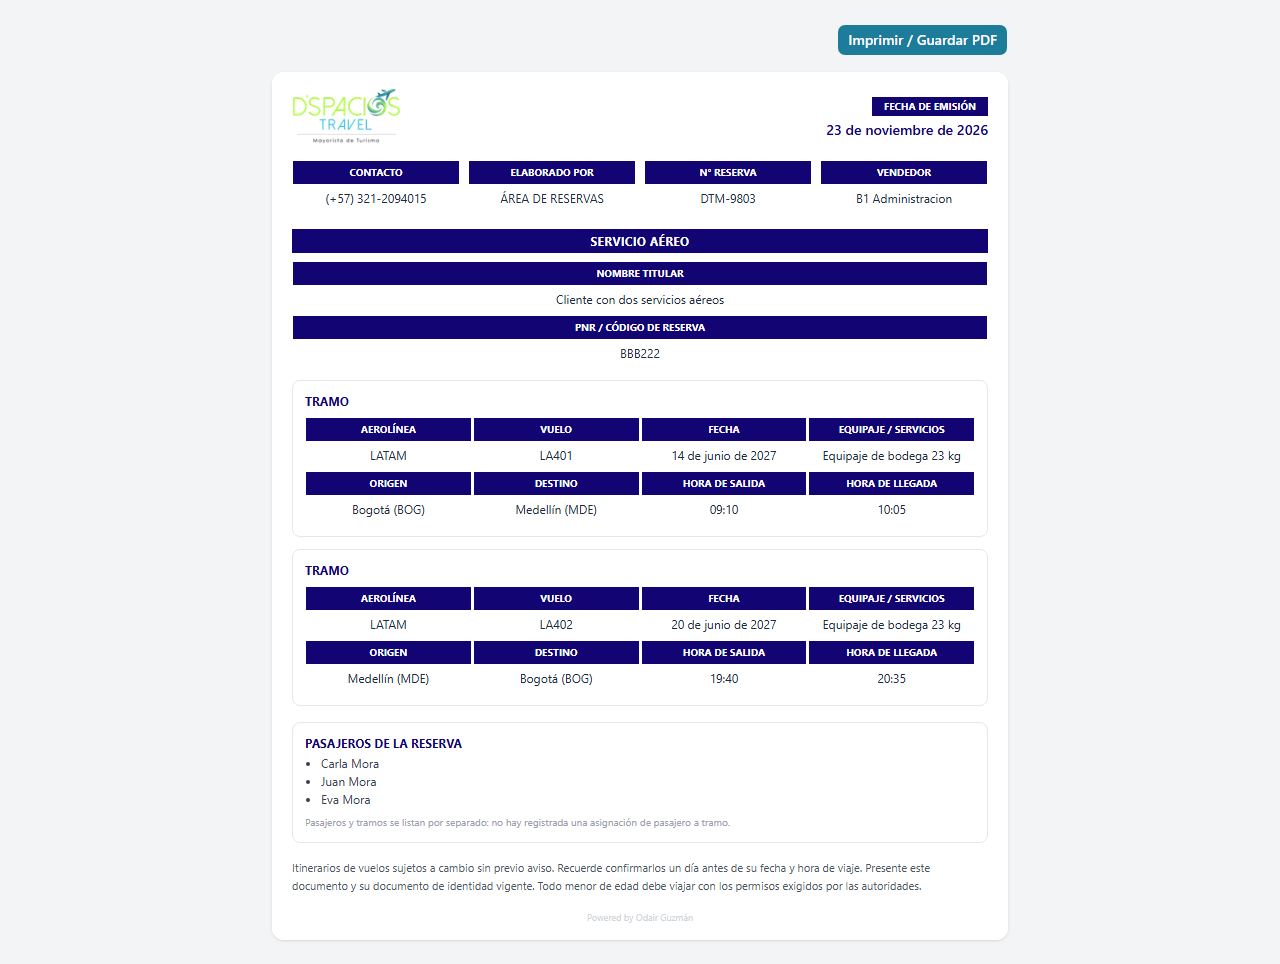 Imprimir / Guardar PDF
D'SPACIOS
TRAVEL
Mayorista de Turismo
FECHA DE EMISIÓN
23 de noviembre de 2026
CONTACTO ELABORADO POR N° RESERVA VENDEDOR
(+57) 321-2094015 ÁREA DE RESERVAS DTM-9803 B1 Administracion
SERVICIO AÉREO
NOMBRE TITULAR
Cliente con dos servicios aéreos
PNR / CÓDIGO DE RESERVA
BBB222
TRAMO
AEROLÍNEA VUELO FECHA EQUIPAJE / SERVICIOS
LATAM LA401 14 de junio de 2027 Equipaje de bodega 23 kg
ORIGEN DESTINO HORA DE SALIDA HORA DE LLEGADA
Bogotá (BOG) Medellín (MDE) 09:10 10:05
TRAMO
AEROLÍNEA VUELO FECHA EQUIPAJE / SERVICIOS
LATAM LA402 20 de junio de 2027 Equipaje de bodega 23 kg
ORIGEN DESTINO HORA DE SALIDA HORA DE LLEGADA
Medellín (MDE) Bogotá (BOG) 19:40 20:35
PASAJEROS DE LA RESERVA
• Carla Mora
• Juan Mora
• Eva Mora
Pasajeros y tramos se listan por separado: no hay registrada una asignación de pasajero a tramo.
Itinerarios de vuelos sujetos a cambio sin previo aviso. Recuerde confirmarlos un día antes de su fecha y hora de viaje. Presente este
documento y su documento de identidad vigente. Todo menor de edad debe viajar con los permisos exigidos por las autoridades.
Powered by Odair Guzmán